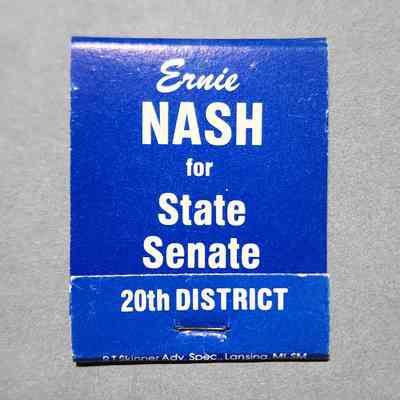 Ernie
NASH
for
State
Senate
20th DISTRICT
P.T. Skinner Adv. Spec., Lansing, MI. SM